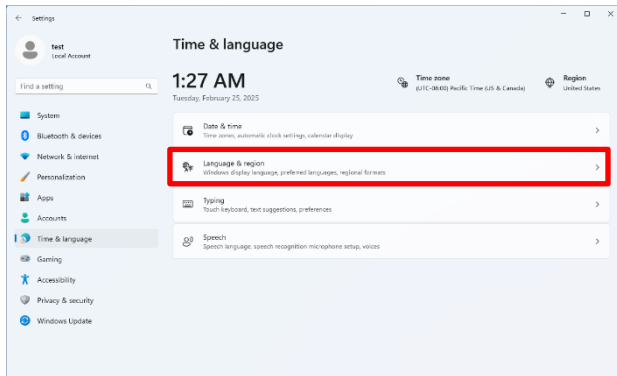 Settings
test
Local Account
Find a setting
System
Bluetooth & devices
Network & internet
Personalization
Apps
Accounts
Time & language
Gaming
Accessibility
Privacy & security
Windows Update
Time & language
1:27 AM
Tuesday, February 25, 2025
Time zone
(UTC-08:00) Pacific Time (US & Canada)
Region
United States
Date & time
Time zones, automatic clock settings, calendar display
Language & region
Windows display language, preferred languages, regional formats
Typing
Touch keyboard, text suggestions, preferences
Speech
Speech language, speech recognition microphone setup, voices